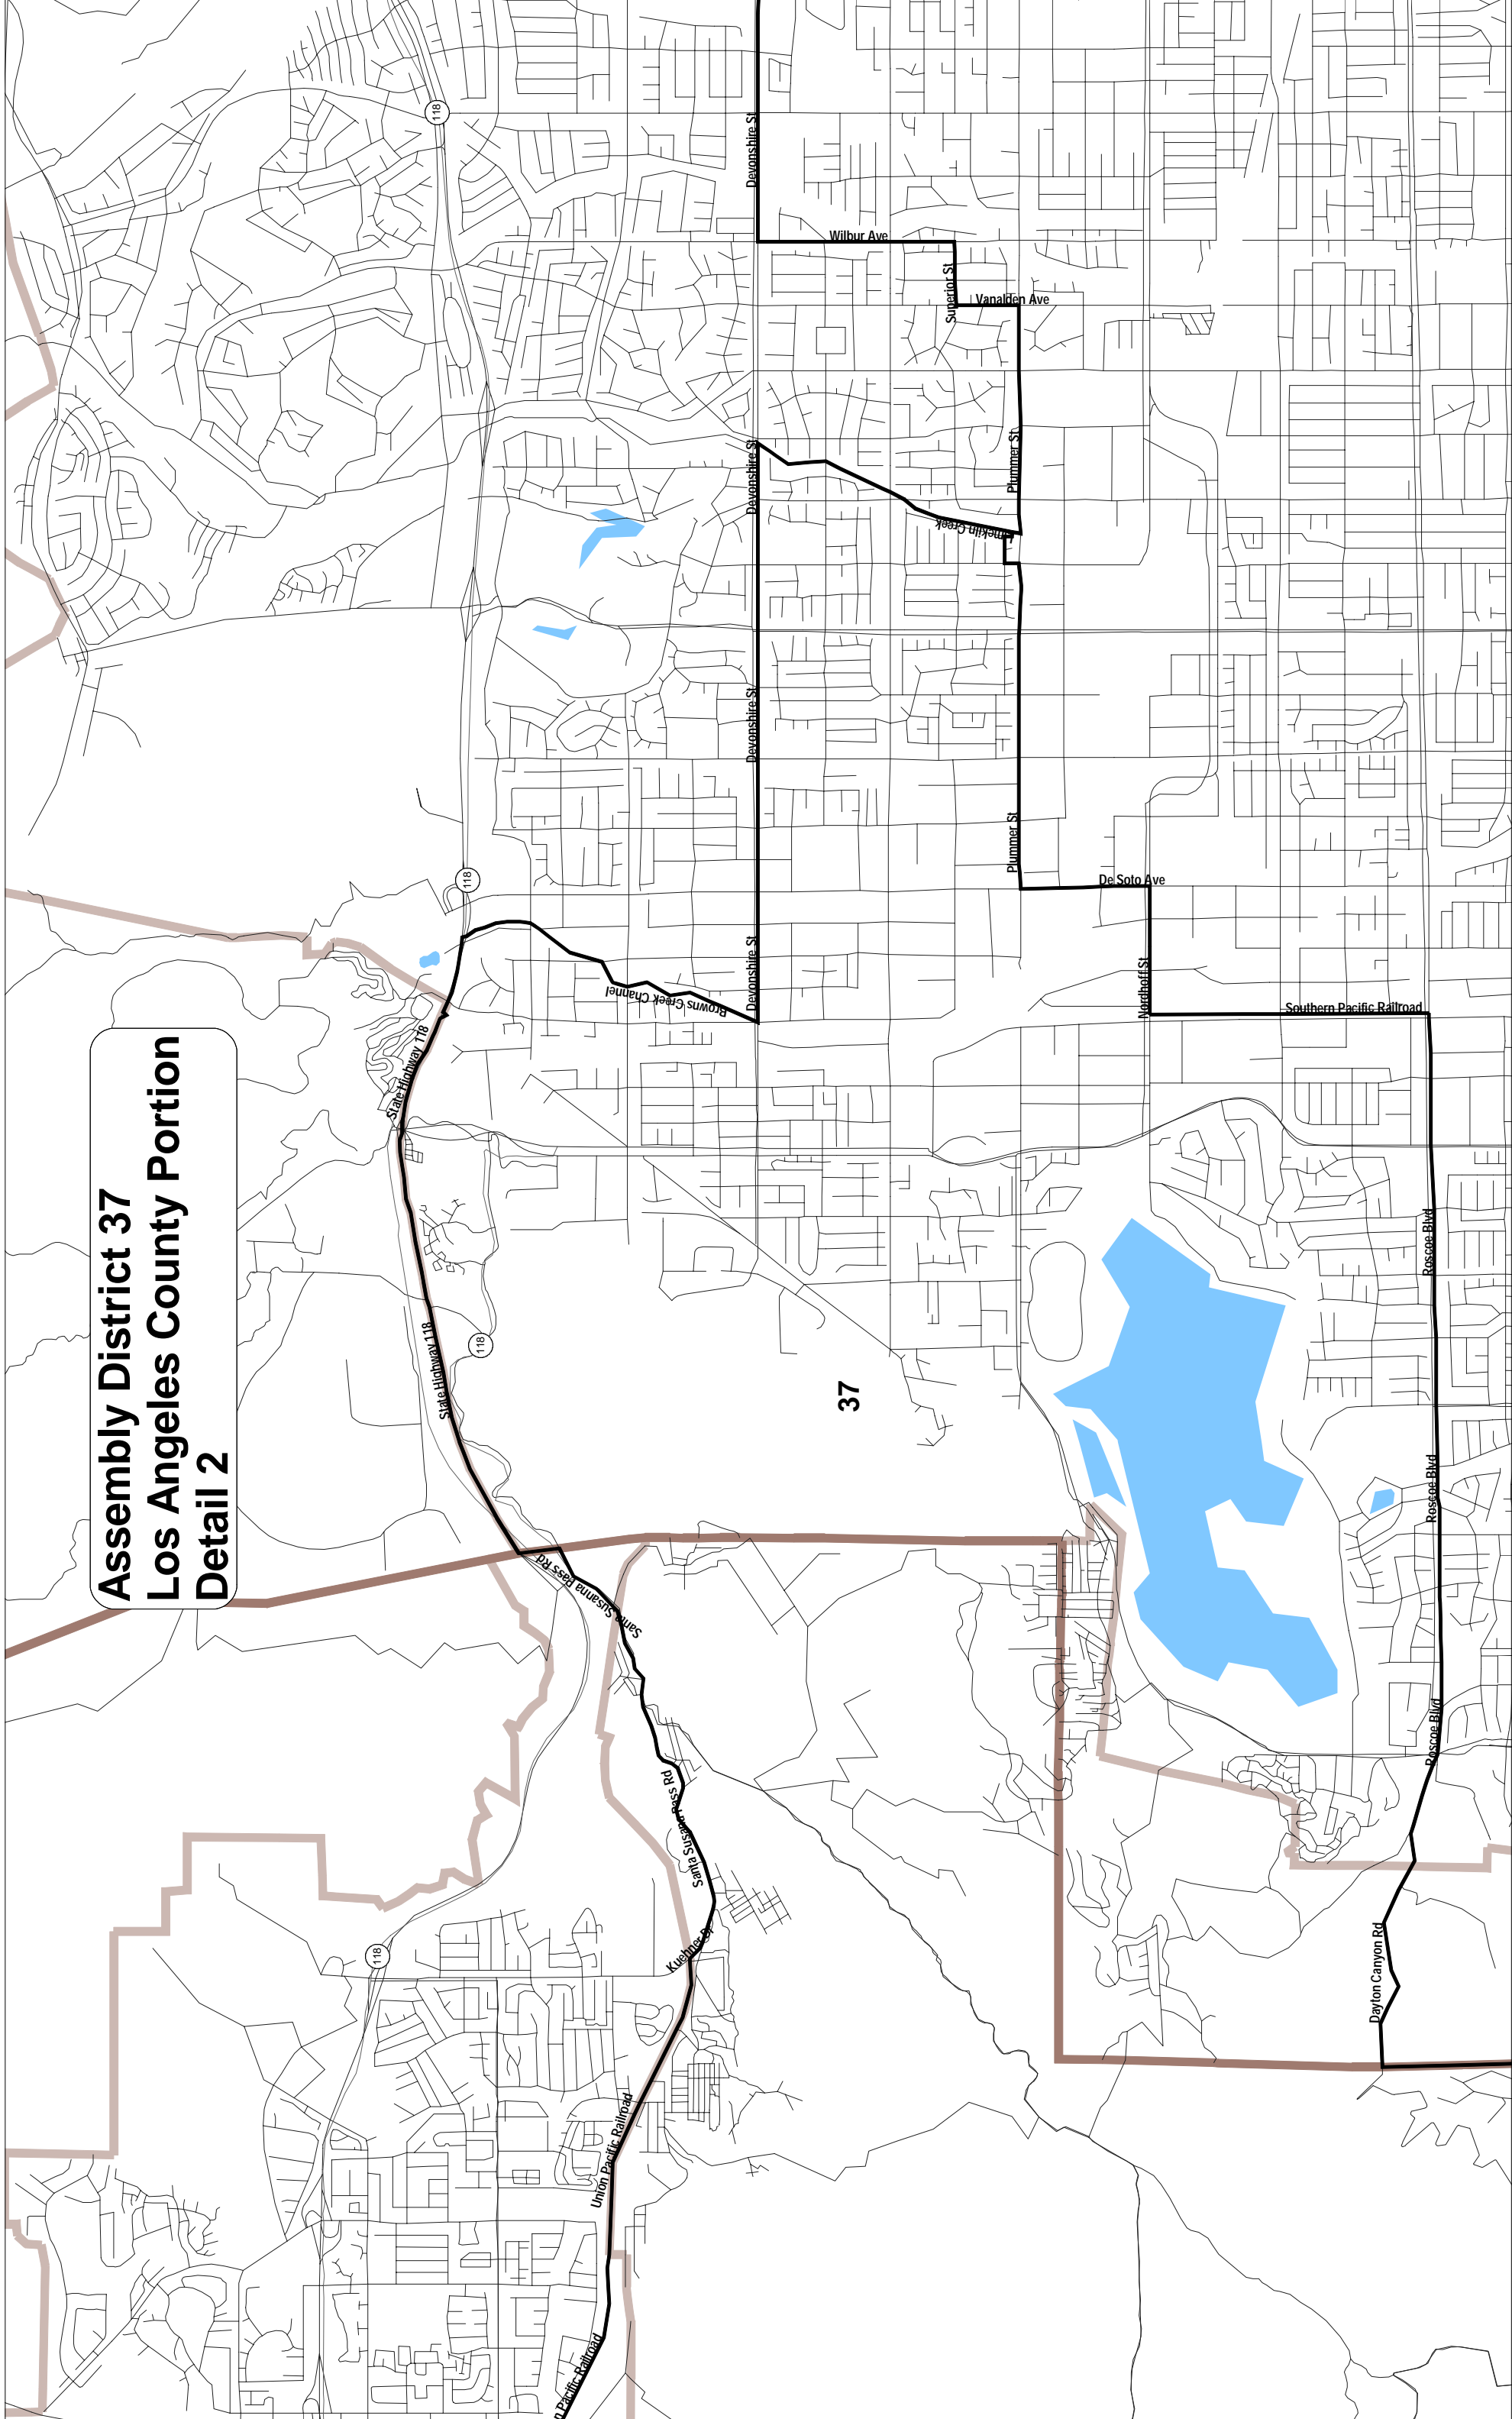 Assembly District 37
Los Angeles County Portion
Detail 2
118
118
118
118
State Highway 118
State Highway 118
Santa Susanna Pass Rd
Santa Susana Pass Rd
Kuehner Dr
Union Pacific Railroad
Pacific Railroad
Browns Creek Channel
Devonshire St
Devonshire St
Devonshire St
Devonshire St
Wilbur Ave
Superior St
Vanalden Ave
Plummer St
Limekiln Creek
Plummer St
De Soto Ave
Nordhoff St
Southern Pacific Railroad
Roscoe Blvd
Roscoe Blvd
Roscoe Blvd
Dayton Canyon Rd
37